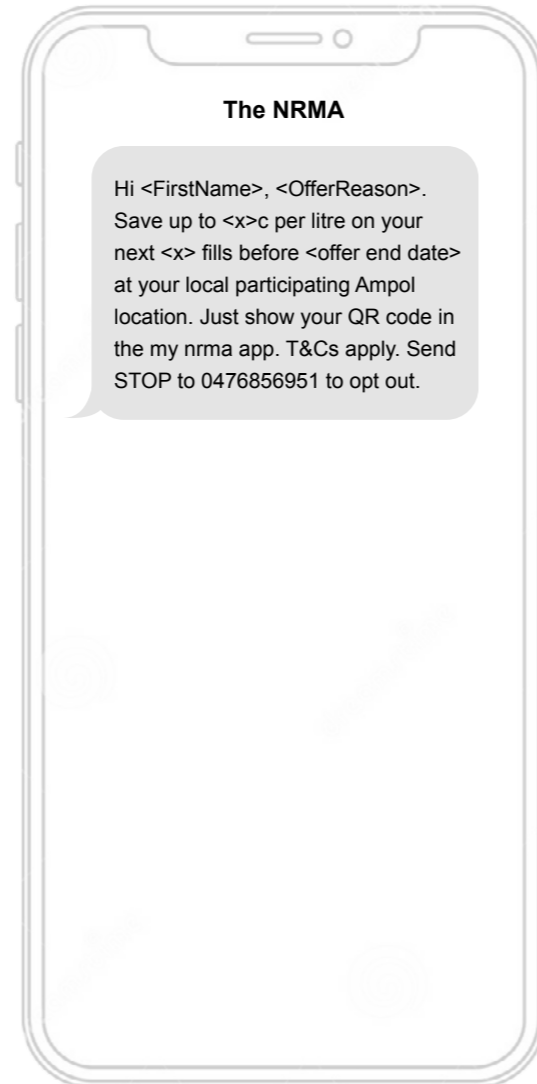 The NRMA
Hi <FirstName>, <OfferReason>.
Save up to <x>c per litre on your
next <x> fills before <offer end date>
at your local participating Ampol
location. Just show your QR code in
the my nrma app. T&Cs apply. Send
STOP to 0476856951 to opt out.